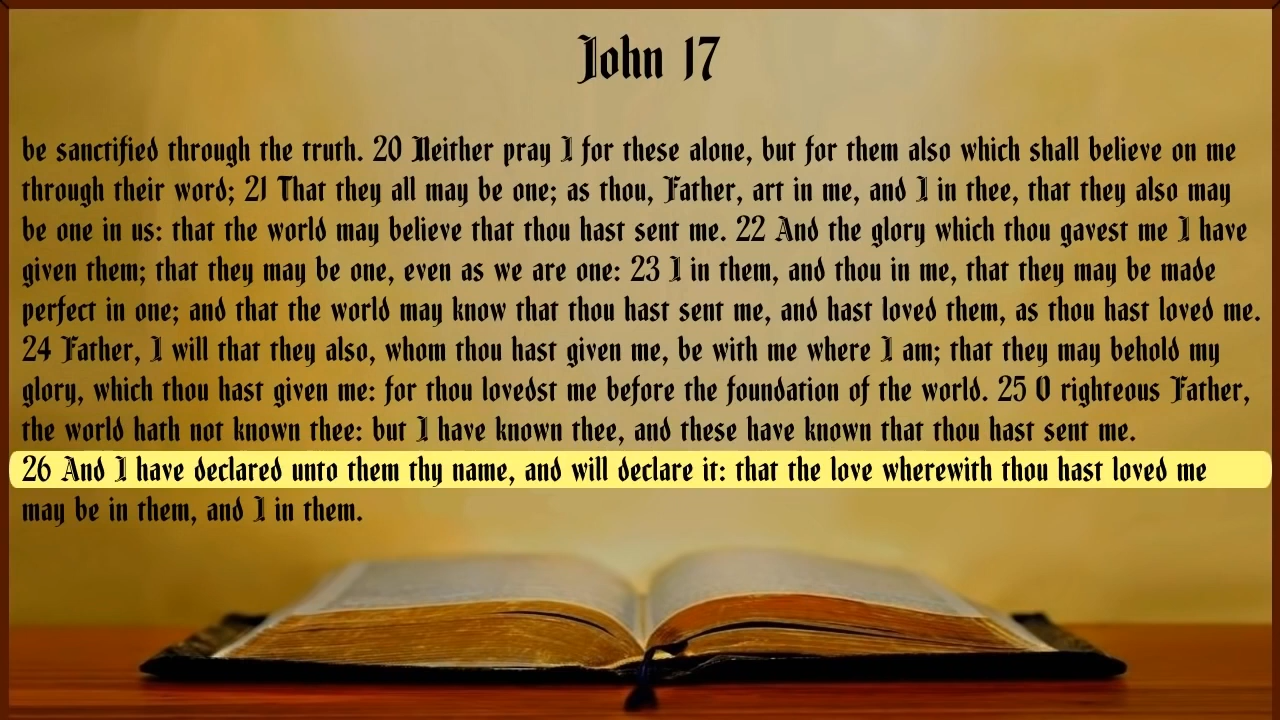 John 17
be sanctified through the truth. 20 Neither pray I for these alone, but for them also which shall believe on me
through their word; 21 That they all may be one; as thou, Father, art in me, and I in thee, that they also may
be one in us: that the world may believe that thou hast sent me. 22 And the glory which thou gavest me I have
given them; that they may be one, even as we are one: 23 I in them, and thou in me, that they may be made
perfect in one; and that the world may know that thou hast sent me, and hast loved them, as thou hast loved me.
24 Father, I will that they also, whom thou hast given me, be with me where I am; that they may behold my
glory, which thou hast given me: for thou lovedst me before the foundation of the world. 25 O righteous Father,
the world hath not known thee: but I have known thee, and these have known that thou hast sent me.
26 And I have declared unto them thy name, and will declare it: that the love wherewith thou hast loved me
may be in them, and I in them.